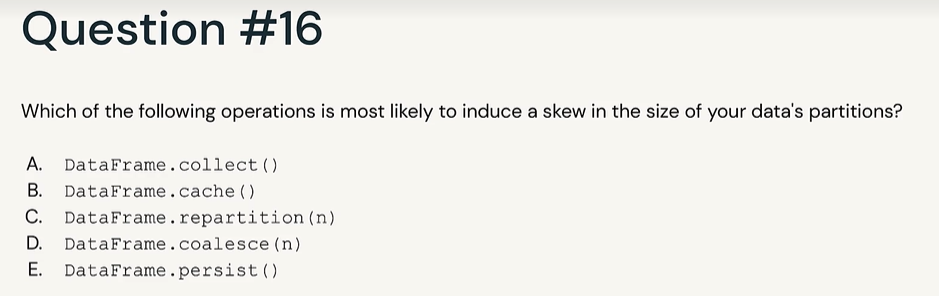 Question #16
Which of the following operations is most likely to induce a skew in the size of your data's partitions?
A. DataFrame.collect()
B. DataFrame.cache()
C. DataFrame.repartition(n)
D. DataFrame.coalesce(n)
E. DataFrame.persist()